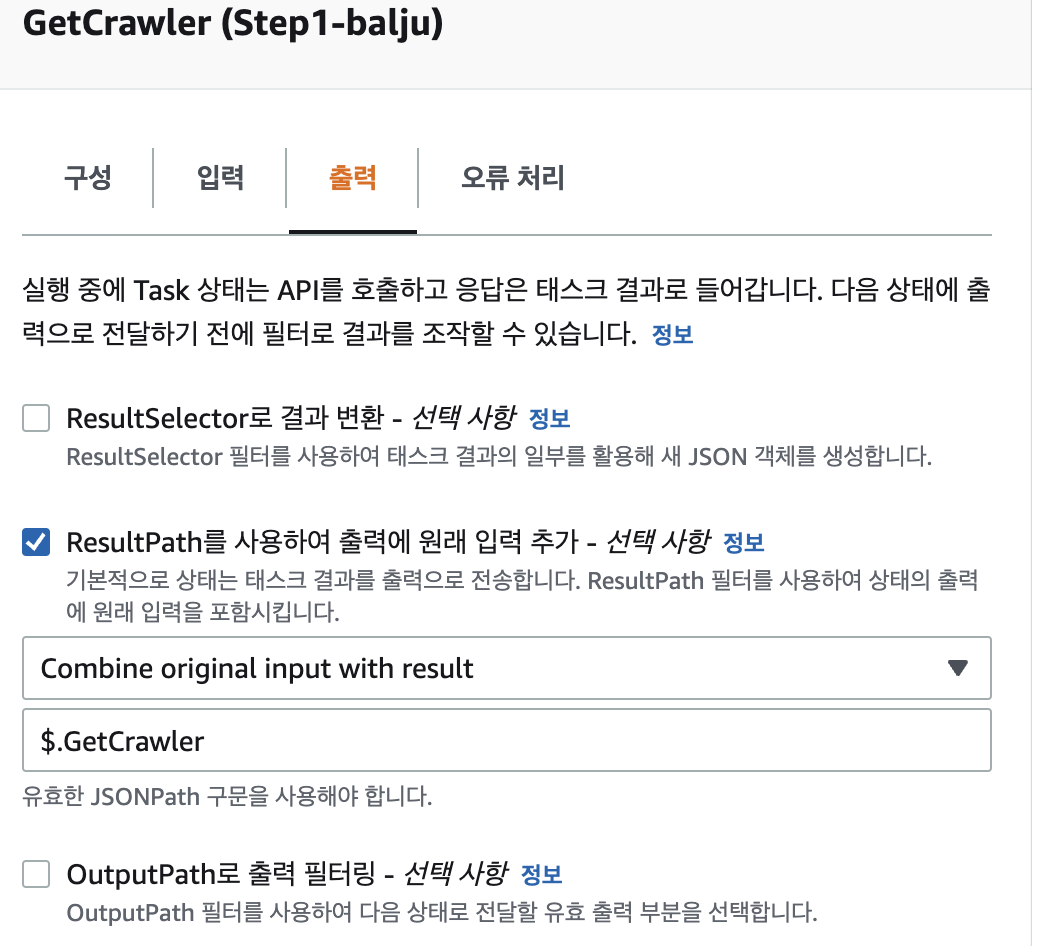 GetCrawler (Step1-balju)
구성
입력
출력
오류 처리
실행 중에 Task 상태는 API를 호출하고 응답은 태스크 결과로 들어갑니다. 다음 상태에 출
력으로 전달하기 전에 필터로 결과를 조작할 수 있습니다. 정보
ResultSelector로 결과 변환 - 선택 사항 정보
ResultSelector 필터를 사용하여 태스크 결과의 일부를 활용해 새 JSON 객체를 생성합니다.
ResultPath를 사용하여 출력에 원래 입력 추가 - 선택 사항 정보
기본적으로 상태는 태스크 결과를 출력으로 전송합니다. ResultPath 필터를 사용하여 상태의 출력
에 원래 입력을 포함시킵니다.
Combine original input with result
$.GetCrawler
유효한 JSONPath 구문을 사용해야 합니다.
OutputPath로 출력 필터링 - 선택 사항 정보
OutputPath 필터를 사용하여 다음 상태로 전달할 유효 출력 부분을 선택합니다.